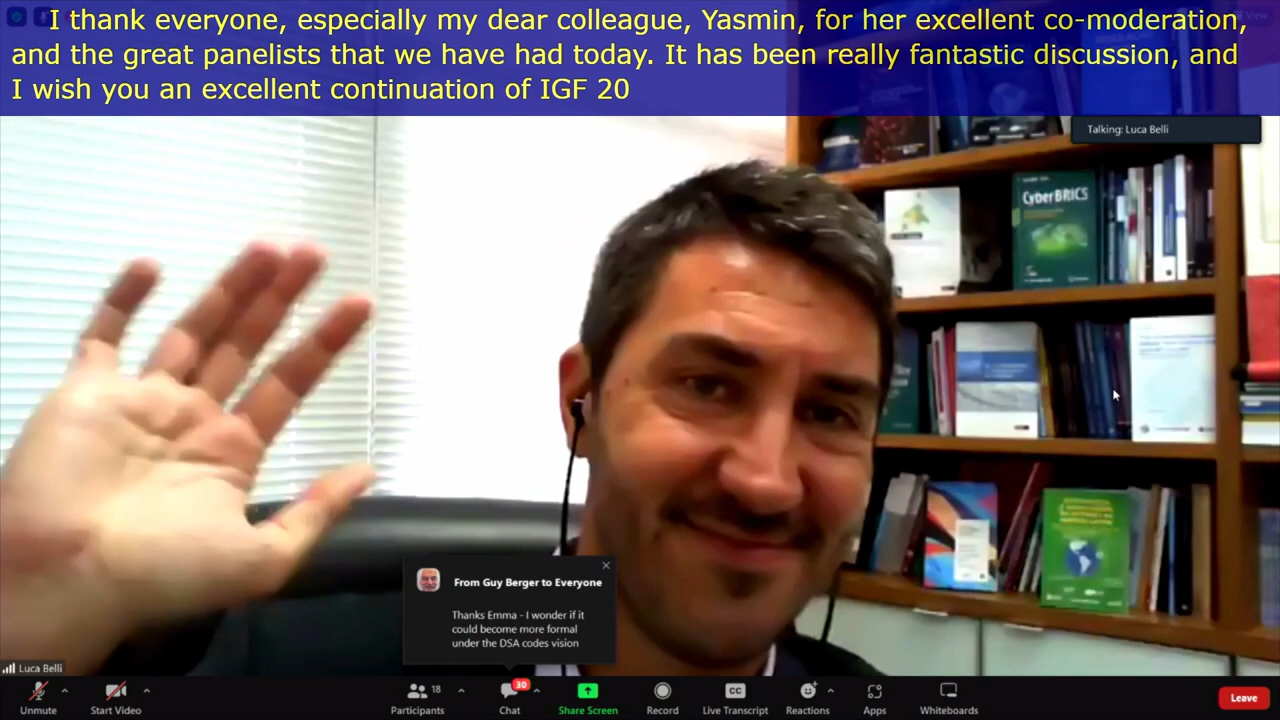 I thank everyone, especially my dear colleague, Yasmin, for her excellent co-moderation,
and the great panelists that we have had today. It has been really fantastic discussion, and
I wish you an excellent continuation of IGF 20
View
Talking: Luca Belli
CyberBRICS
From Guy Berger to Everyone
Thanks Emma - I wonder if it
could become more formal
under the DSA codes vision
Luca Belli
Unmute
Start Video
18
Participants
30
Chat
Share Screen
Record
CC
Live Transcript
Reactions
Apps
Whiteboards
Leave